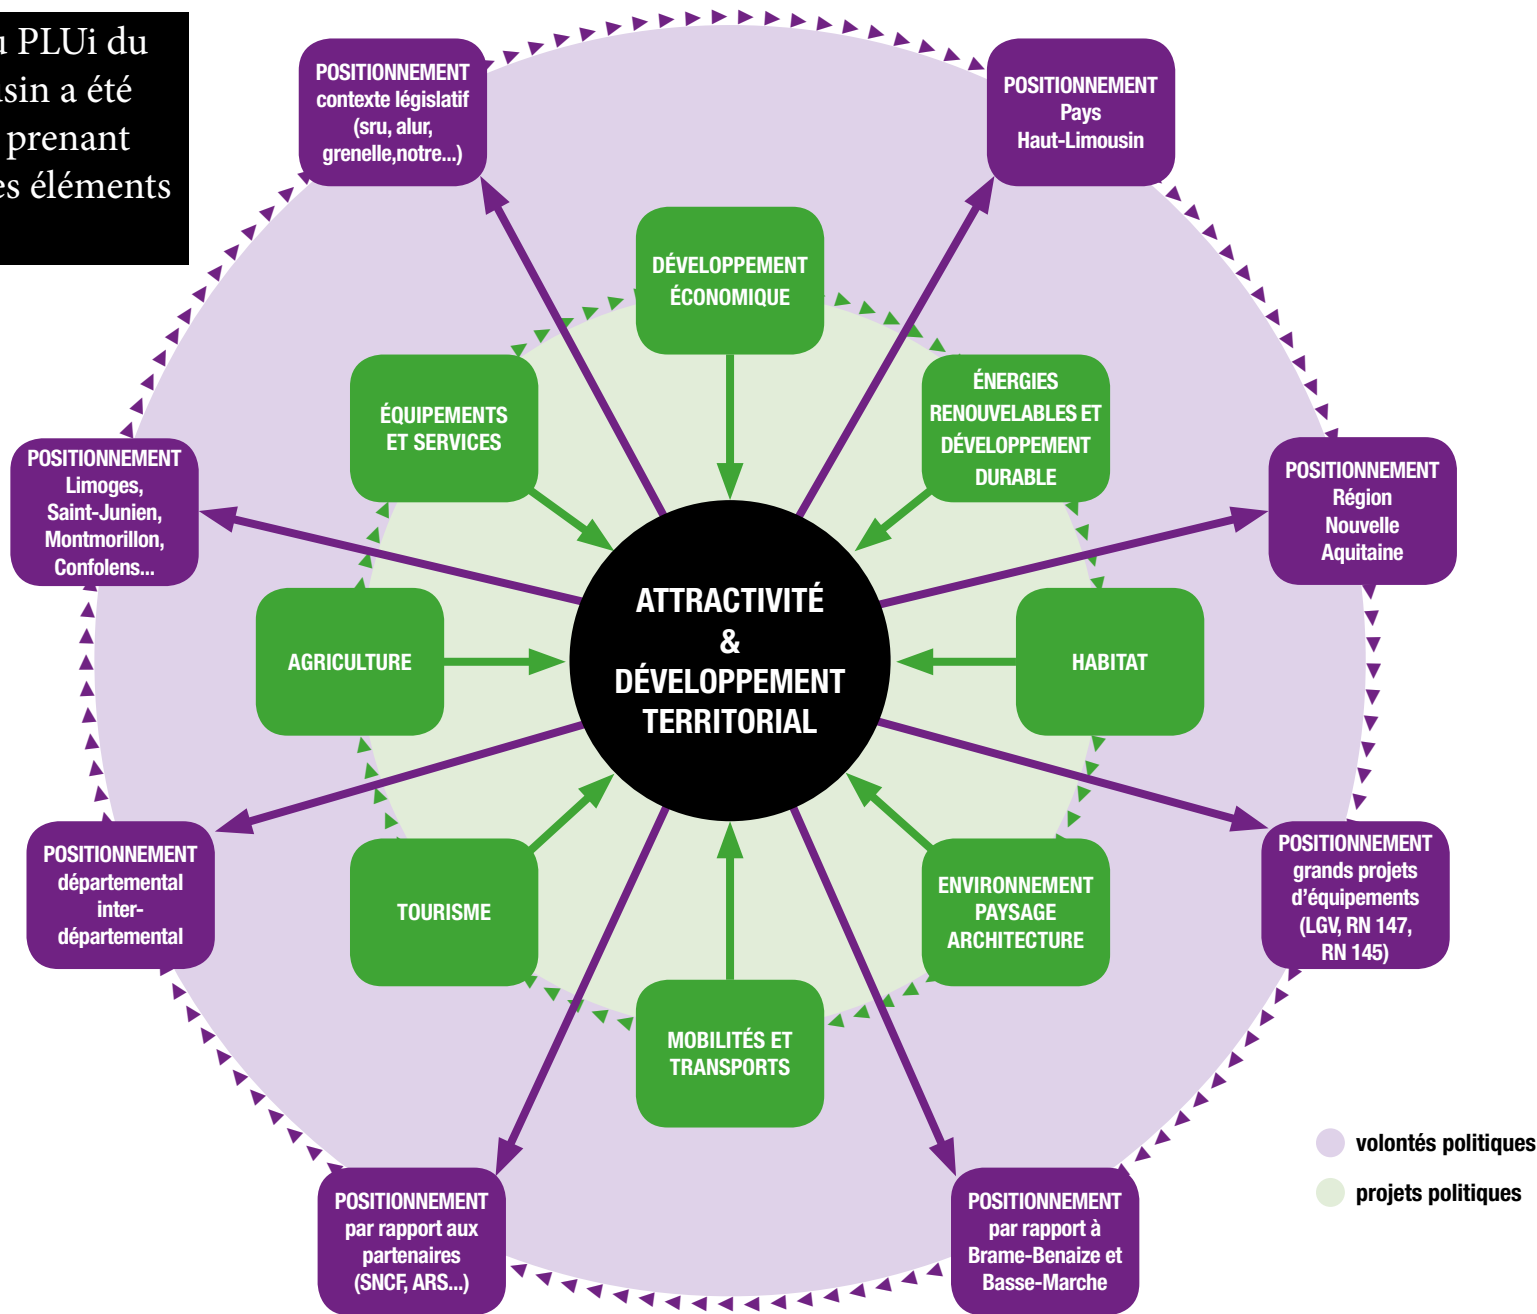 PLUi du
a été
prenant
éléments
POSITIONNEMENT
contexte législatif
(sru, alur,
grenelle,notre...)
POSITIONNEMENT
Pays
Haut-Limousin
DÉVELOPPEMENT
ÉCONOMIQUE
ÉQUIPEMENTS
ET SERVICES
ÉNERGIES
RENOUVELABLES ET
DÉVELOPPEMENT
DURABLE
POSITIONNEMENT
Limoges,
Saint-Junien,
Montmorillon,
Confolens...
POSITIONNEMENT
Région
Nouvelle
Aquitaine
AGRICULTURE
ATTRACTIVITÉ
&
DÉVELOPPEMENT
TERRITORIAL
HABITAT
POSITIONNEMENT
départemental
inter-
départemental
TOURISME
ENVIRONNEMENT
PAYSAGE
ARCHITECTURE
POSITIONNEMENT
grands projets
d'équipements
(LGV, RN 147,
RN 145)
MOBILITÉS ET
TRANSPORTS
POSITIONNEMENT
par rapport aux
partenaires
(SNCF, ARS...)
POSITIONNEMENT
par rapport à
Brame-Benaize et
Basse-Marche
volontés politiques
projets politiques